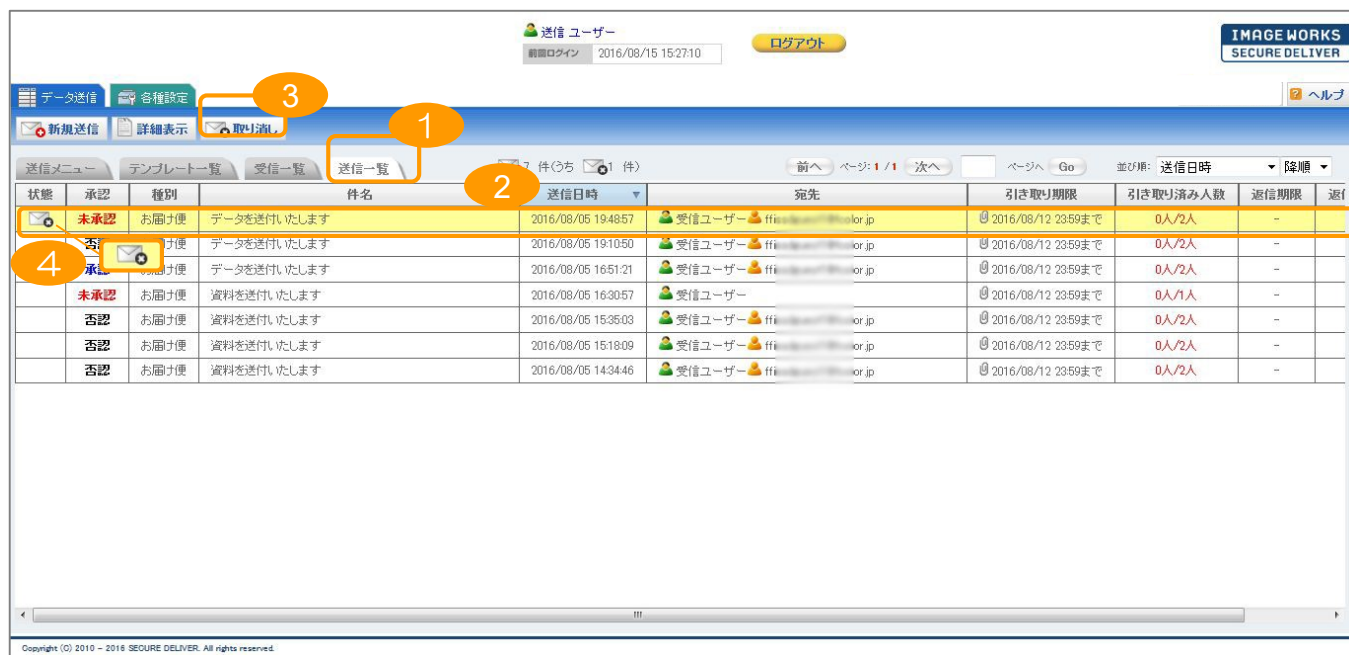 送信 ユーザー
前回ログイン 2016/08/15 15:27:10
ログアウト
IMAGE WORKS
SECURE DELIVER
データ送信 各種設定 3 ヘルプ
新規送信 詳細表示 取り消し 1
送信メニュー テンプレート一覧 受信一覧 送信一覧 7 件(うち 1 件) 前へ ページ: 1 / 1 次へ ページへ Go 並び順: 送信日時 降順
2
状態 承認 種別 件名 送信日時 宛先 引き取り期限 引き取り済み人数 返信期限
未承認 お届け便 データを送付いたします 2016/08/05 19:48:57 受信ユーザー 2016/08/12 23:59まで 0人/2人 -
データを送付いたします 2016/08/05 19:10:50 受信ユーザー 2016/08/12 23:59まで 0人/2人 -
4 お届け便 データを送付いたします 2016/08/05 16:51:21 受信ユーザー 2016/08/12 23:59まで 0人/2人 -
未承認 お届け便 資料を送付いたします 2016/08/05 16:30:57 受信ユーザー 2016/08/12 23:59まで 0人/1人 -
否認 お届け便 資料を送付いたします 2016/08/05 15:35:03 受信ユーザー 2016/08/12 23:59まで 0人/2人 -
否認 お届け便 資料を送付いたします 2016/08/05 15:18:09 受信ユーザー 2016/08/12 23:59まで 0人/2人 -
否認 お届け便 資料を送付いたします 2016/08/05 14:34:46 受信ユーザー 2016/08/12 23:59まで 0人/2人 -
Copyright (C) 2010 - 2016 SECURE DELIVER. All rights reserved.